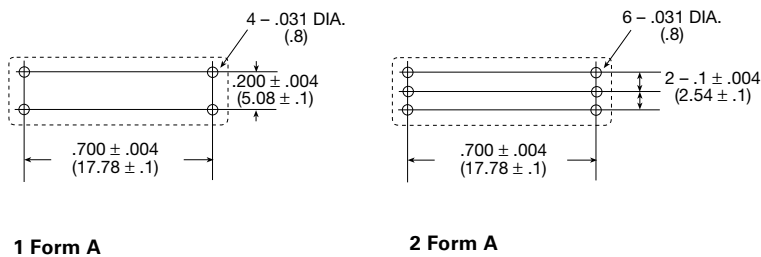 4 – .031 DIA.
(.8)
.200 ± .004
(5.08 ± .1)
.700 ± .004
(17.78 ± .1)
1 Form A
6 – .031 DIA.
(.8)
2 – .1 ± .004
(2.54 ± .1)
.700 ± .004
(17.78 ± .1)
2 Form A